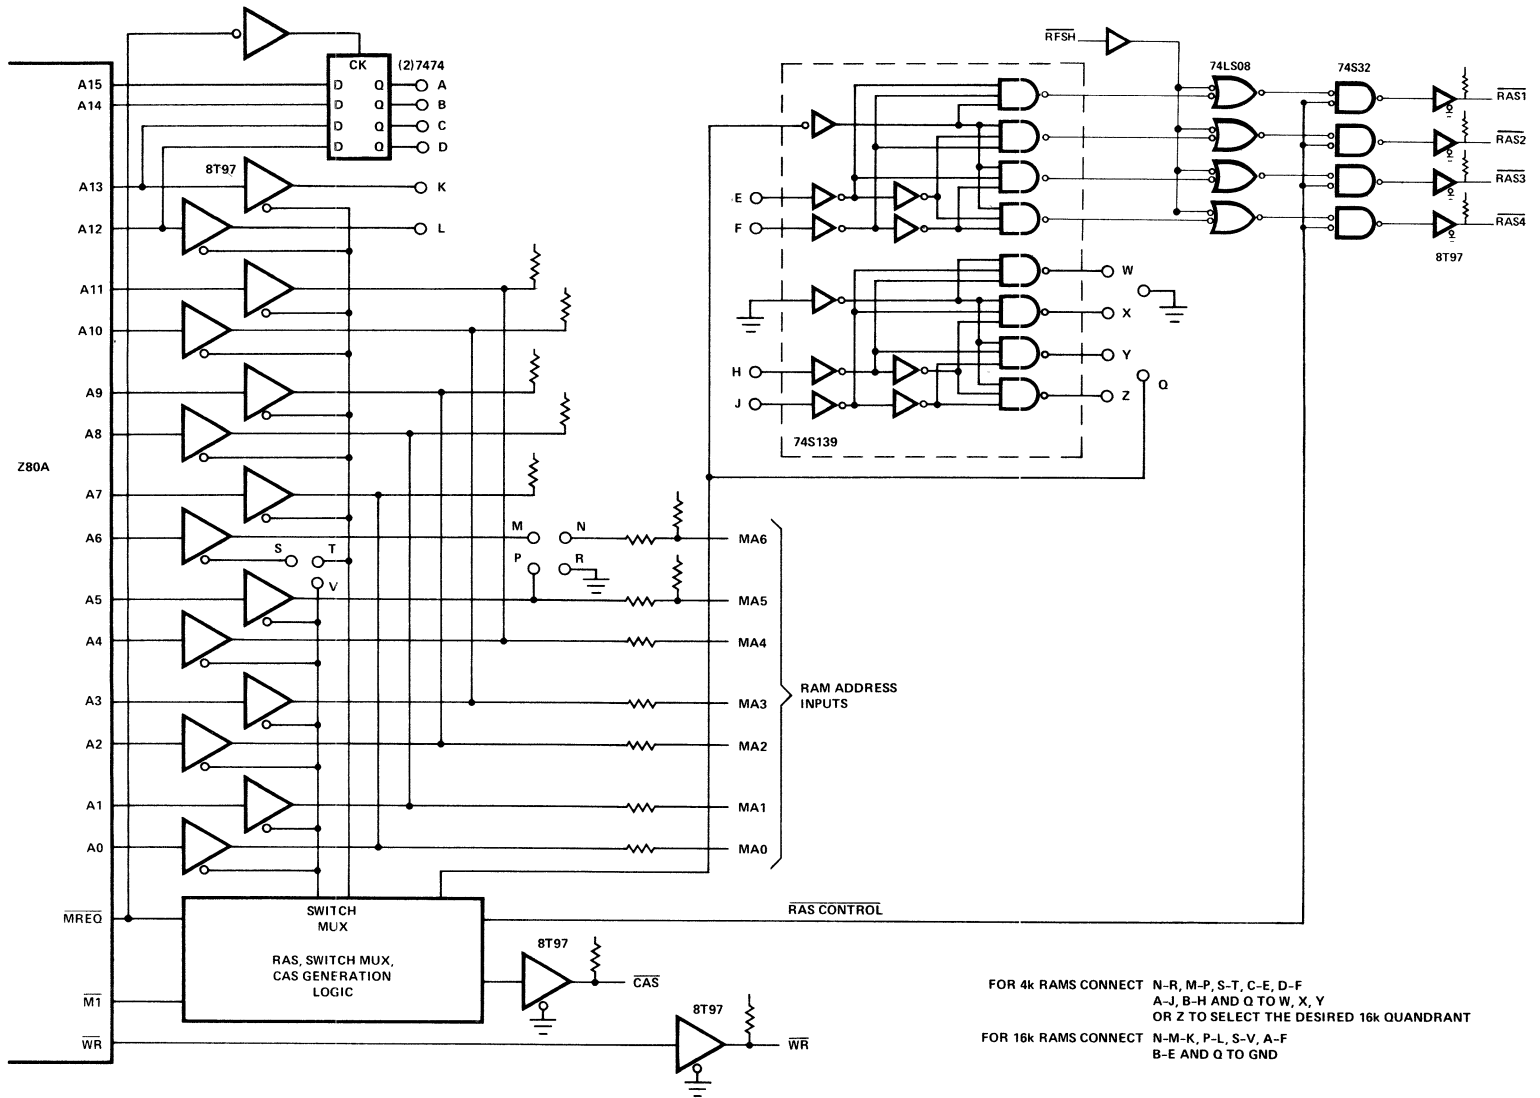 CK
(2)7474
A15 D Q A
A14 D Q B
D Q C
D Q D
8T97
A13 K
A12 L
A11
A10
A9
A8
Z80A
A7
A6
S T
V
M N
P R
A5
A4
A3
A2
A1
A0
MA6
MA5
MA4
MA3
MA2
MA1
MA0
RAM ADDRESS
INPUTS
RFSH
74LS08
74S32
RAS1
RAS2
RAS3
RAS4
8T97
E
F
W
X
H
Y
Q
J
Z
74S139
MREQ
SWITCH
MUX
RAS CONTROL
RAS, SWITCH MUX,
CAS GENERATION
LOGIC
M1
WR
8T97
CAS
8T97
WR
FOR 4k RAMS CONNECT N-R, M-P, S-T, C-E, D-F
A-J, B-H AND Q TO W, X, Y
OR Z TO SELECT THE DESIRED 16k QUANDRANT
FOR 16k RAMS CONNECT N-M-K, P-L, S-V, A-F
B-E AND Q TO GND